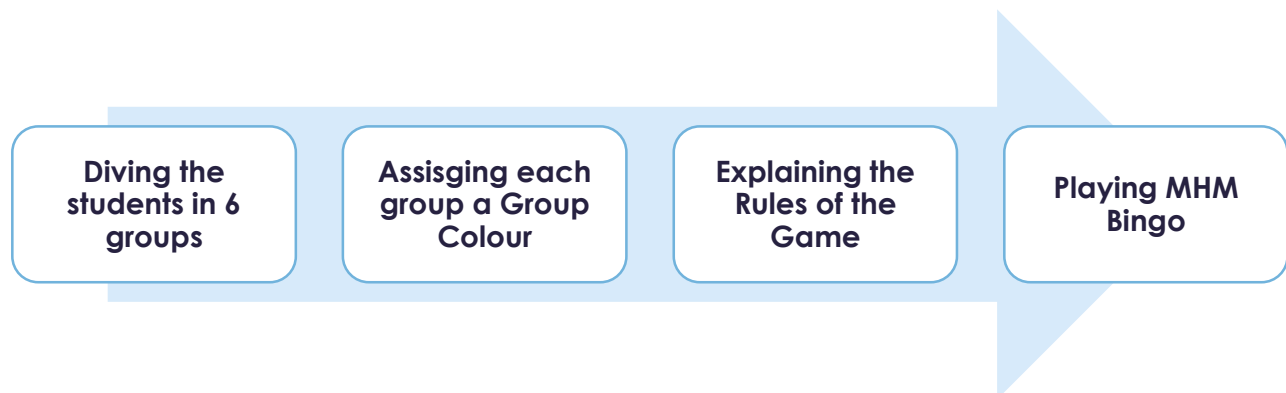 Diving the
students in 6
groups
Assisging each
group a Group
Colour
Explaining the
Rules of the
Game
Playing MHM
Bingo